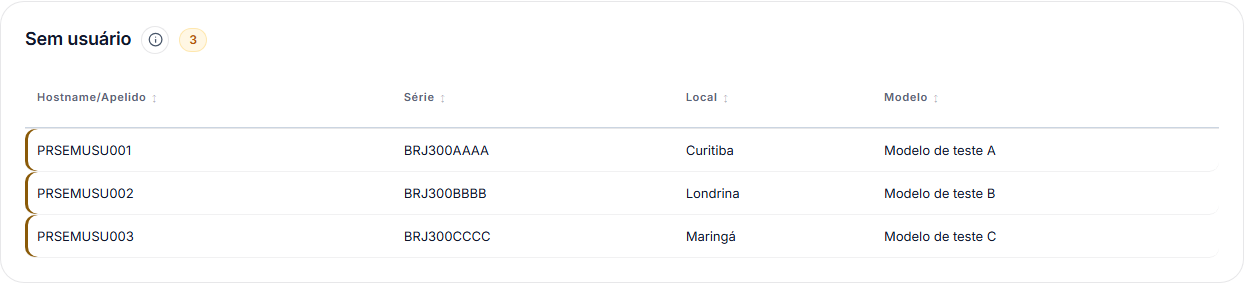 Sem usuário 3
Hostname/Apelido ↕ Série ↕ Local ↕ Modelo ↕
PRSEMUSU001 BRJ300AAAA Curitiba Modelo de teste A
PRSEMUSU002 BRJ300BBBB Londrina Modelo de teste B
PRSEMUSU003 BRJ300CCCC Maringá Modelo de teste C